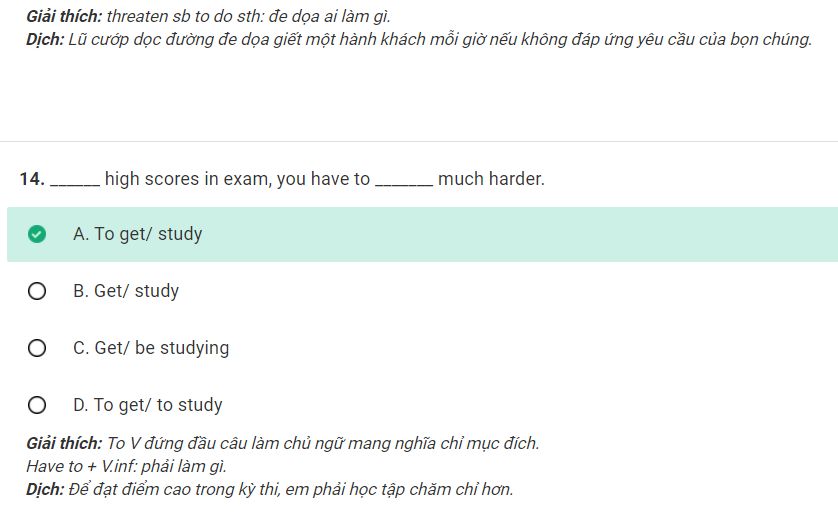 Giải thích: threaten sb to do sth: đe dọa ai làm gì.
Dịch: Lũ cướp dọc đường đe dọa giết một hành khách mỗi giờ nếu không đáp ứng yêu cầu của bọn chúng.
14. ______ high scores in exam, you have to _______ much harder.
A. To get/ study
B. Get/ study
C. Get/ be studying
D. To get/ to study
Giải thích: To V đứng đầu câu làm chủ ngữ mang nghĩa chỉ mục đích.
Have to + V.inf: phải làm gì.
Dịch: Để đạt điểm cao trong kỳ thi, em phải học tập chăm chỉ hơn.